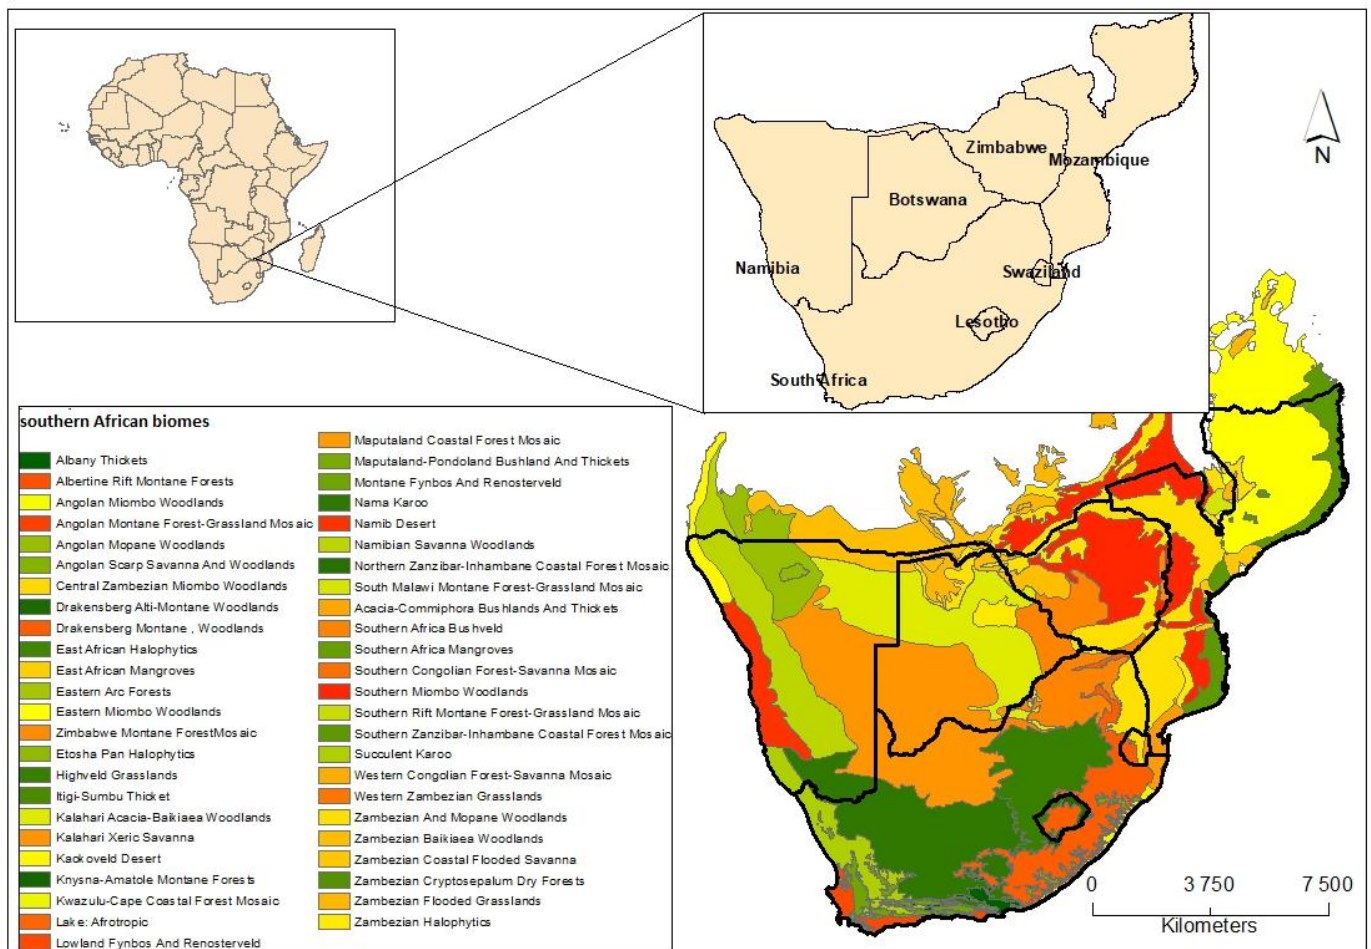 Zimbabwe
Mozambique
Botswana
Namibia
Swaziland
Lesotho
South Africa
N
southern African biomes
Albany Thickets
Albertine Rift Montane Forests
Angolan Miombo Woodlands
Angolan Montane Forest-Grassland Mosaic
Angolan Mopane Woodlands
Angolan Scarp Savanna And Woodlands
Central Zambezian Miombo Woodlands
Drakensberg Alti-Montane Woodlands
Drakensberg Montane , Woodlands
East African Halophytics
East African Mangroves
Eastern Arc Forests
Eastern Miombo Woodlands
Zimbabwe Montane ForestMosaic
Etosha Pan Halophytics
Highveld Grasslands
Itigi-Sumbu Thicket
Kalahari Acacia-Baikiaea Woodlands
Kalahari Xeric Savanna
Kaokoveld Desert
Knysna-Amatole Montane Forests
Kwazulu-Cape Coastal Forest Mosaic
Lake: Afrotropic
Lowland Fynbos And Renosterveld
Maputaland Coastal Forest Mosaic
Maputaland-Pondoland Bushland And Thickets
Montane Fynbos And Renosterveld
Nama Karoo
Namib Desert
Namibian Savanna Woodlands
Northern Zanzibar-Inhambane Coastal Forest Mosaic
South Malawi Montane Forest-Grassland Mosaic
Acacia-Commiphora Bushlands And Thickets
Southern Africa Bushveld
Southern Africa Mangroves
Southern Congolian Forest-Savanna Mosaic
Southern Miombo Woodlands
Southern Rift Montane Forest-Grassland Mosaic
Southern Zanzibar-Inhambane Coastal Forest Mosaic
Succulent Karoo
Western Congolian Forest-Savanna Mosaic
Western Zambezian Grasslands
Zambezian And Mopane Woodlands
Zambezian Baikiaea Woodlands
Zambezian Coastal Flooded Savanna
Zambezian Cryptosepalum Dry Forests
Zambezian Flooded Grasslands
Zambezian Halophytics
0 3 750 7 500
Kilometers